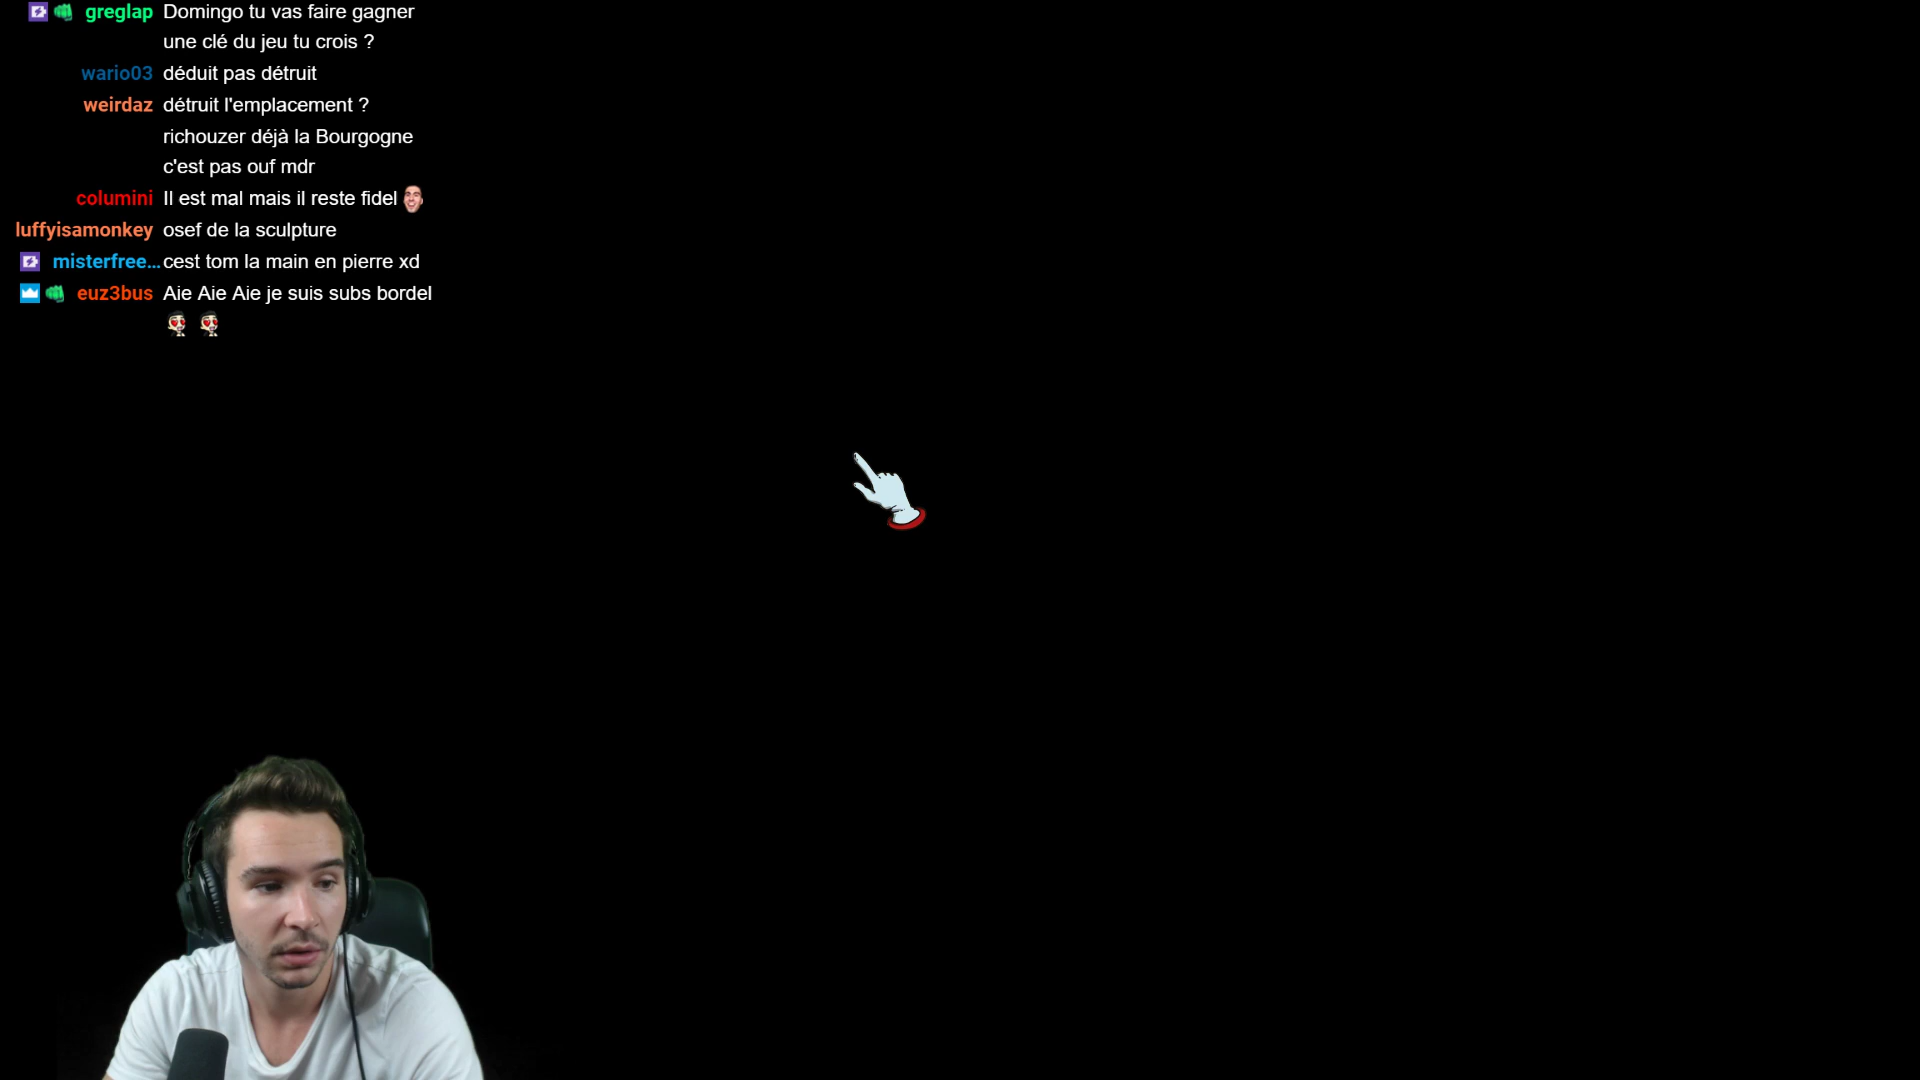 greglap Domingo tu vas faire gagner
une clé du jeu tu crois ?
wario03 déduit pas détruit
weirdaz détruit l'emplacement ?
richouzer déjà la Bourgogne
c'est pas ouf mdr
columini Il est mal mais il reste fidel
luffyisamonkey osef de la sculpture
misterfree... cest tom la main en pierre xd
euz3bus Aie Aie Aie je suis subs bordel